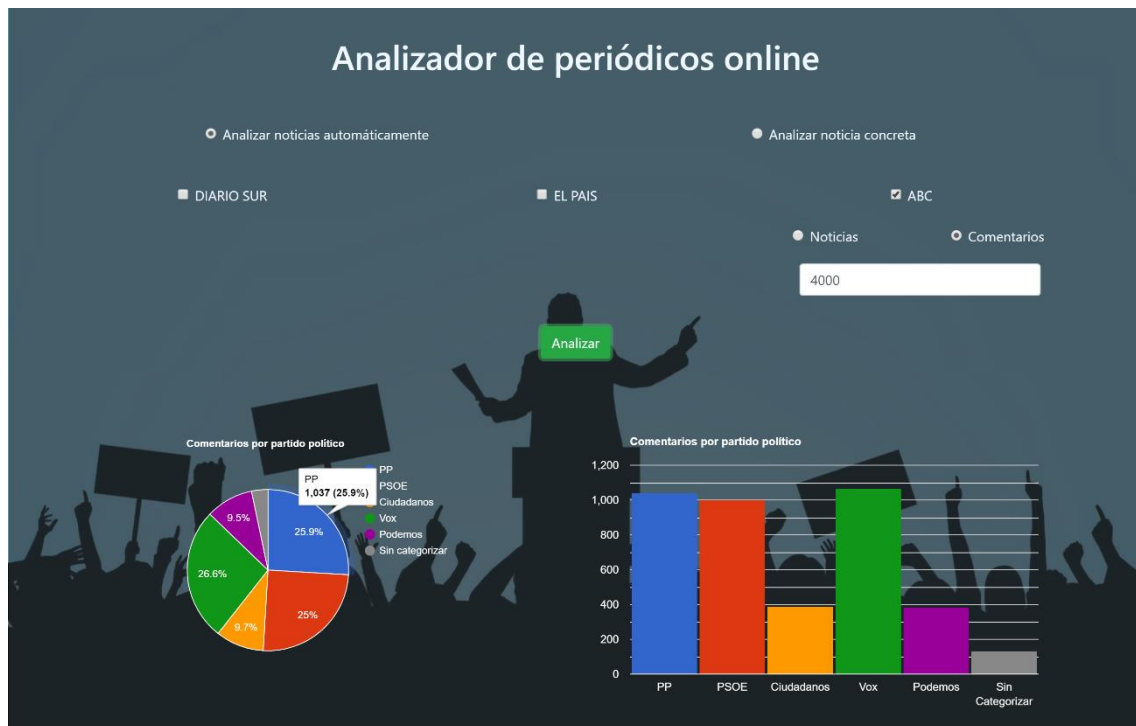 Analizador de periódicos online
Analizar noticias automáticamente
Analizar noticia concreta
DIARIO SUR
EL PAIS
ABC
Noticias
Comentarios
4000
Analizar
Comentarios por partido político
PP
1,037 (25.9%)
PP
PSOE
Ciudadanos
Vox
Podemos
Sin categorizar
25.9%
25%
9.7%
26.6%
9.5%
Comentarios por partido político
1,200
1,000
800
600
400
200
0
PP
PSOE
Ciudadanos
Vox
Podemos
Sin
Categorizar